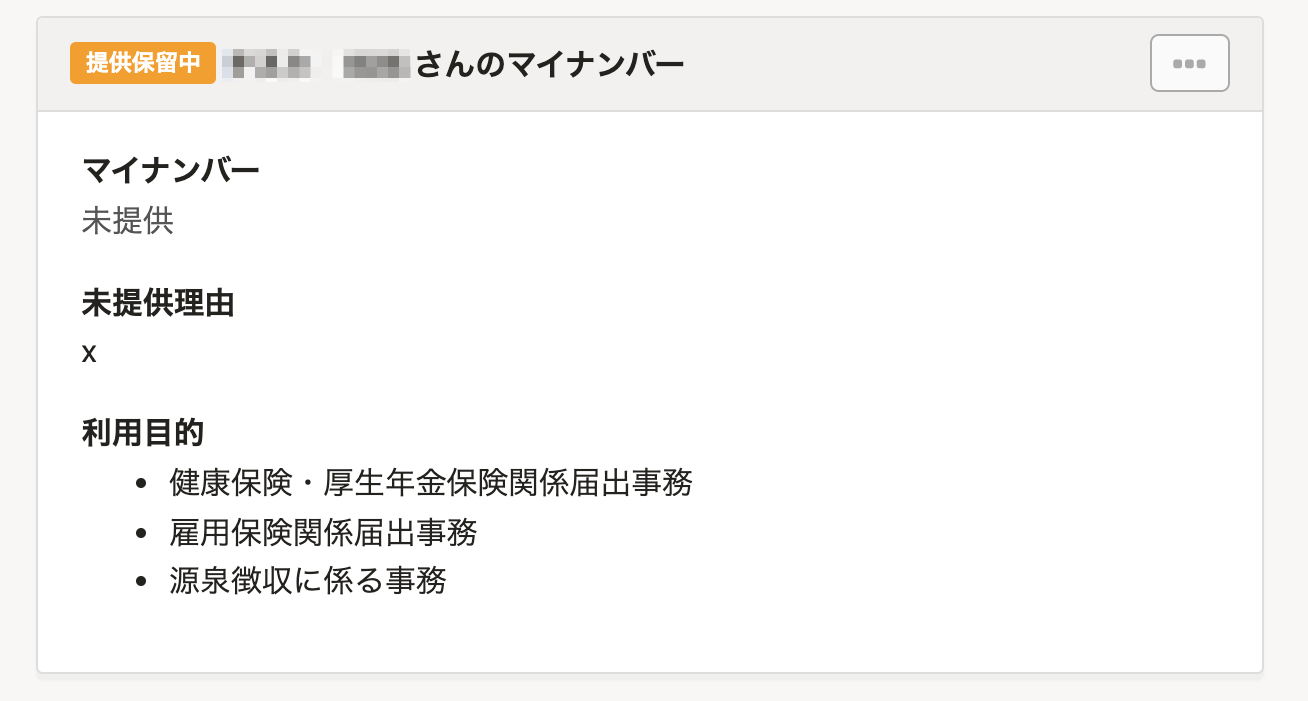 提供保留中 さんのマイナンバー
マイナンバー
未提供
未提供理由
x
利用目的
• 健康保険・厚生年金保険関係届出事務
• 雇用保険関係届出事務
• 源泉徴収に係る事務